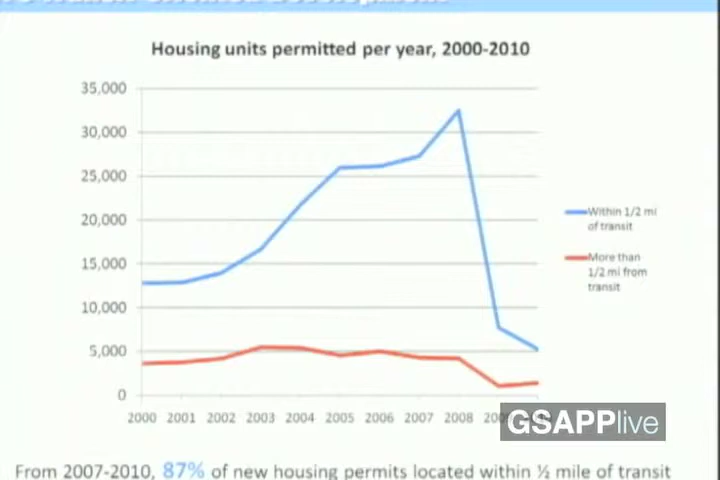 Housing units permitted per year, 2000-2010
35,000
30,000
25,000
20,000
15,000
10,000
5,000
0
2000 2001 2002 2003 2004 2005 2006 2007 2008
Within 1/2 mi
of transit
More than
1/2 mi from
transit
GSAPPlive
From 2007-2010, 87% of new housing permits located within ½ mile of transit